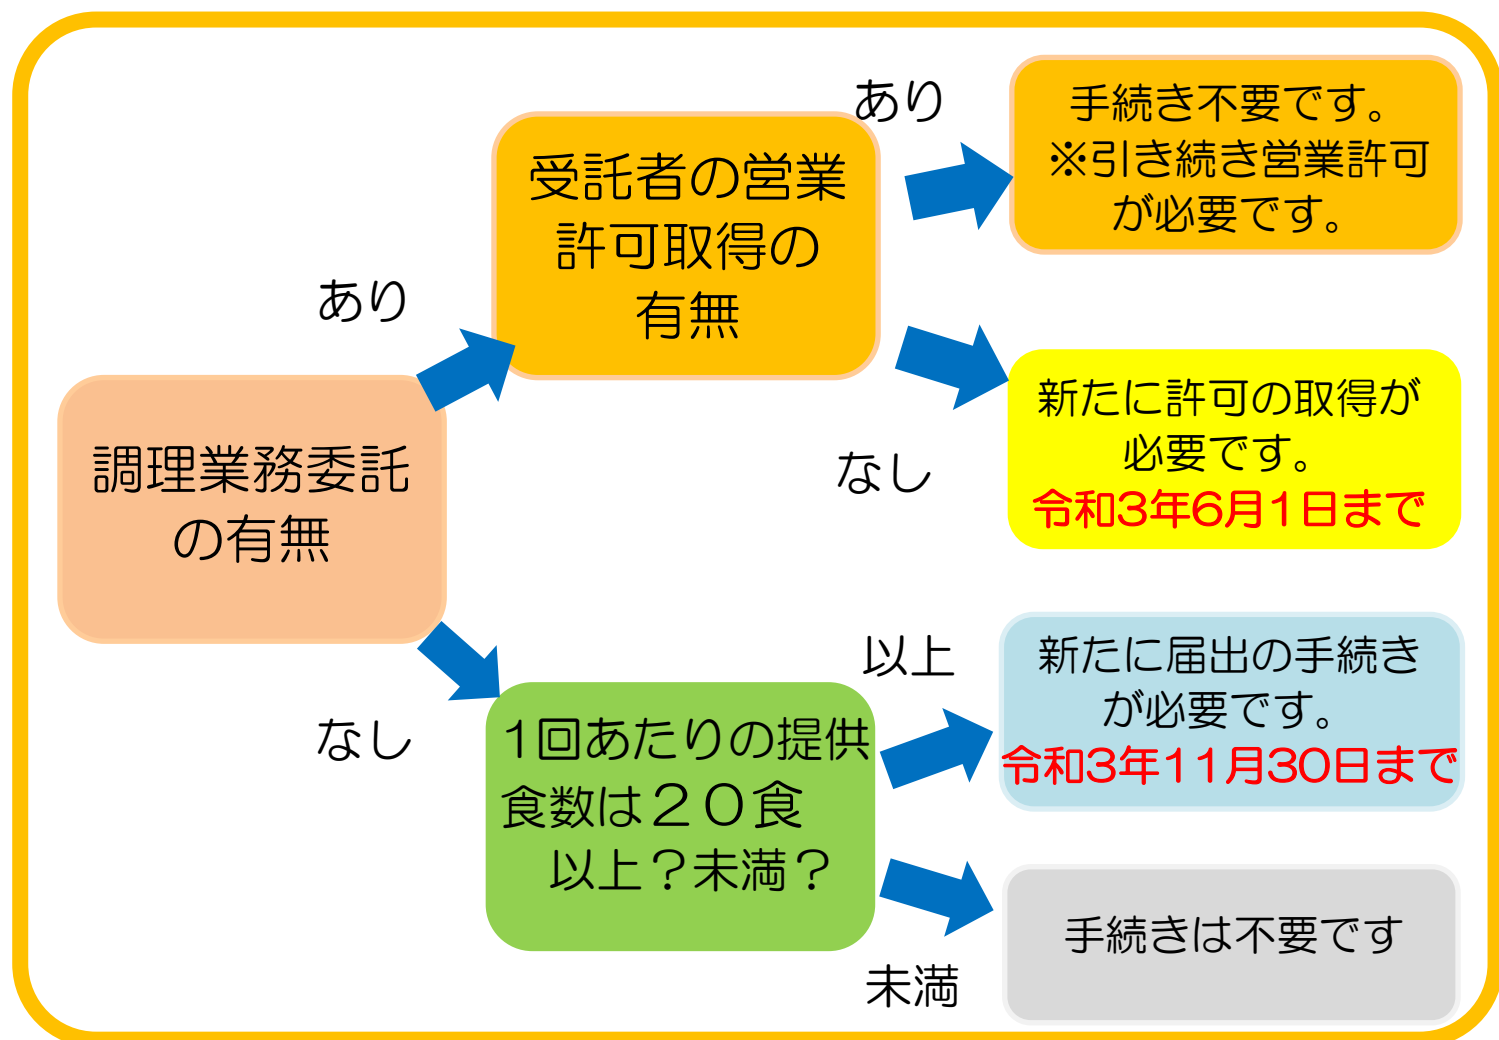 調理業務委託
の有無
あり
なし
受託者の営業
許可取得の
有無
あり
なし
手続き不要です。
※引き続き営業許可
が必要です。
新たに許可の取得が
必要です。
令和3年6月1日まで
1回あたりの提供
食数は２０食
以上？未満？
以上
未満
新たに届出の手続き
が必要です。
令和3年11月30日まで
手続きは不要です